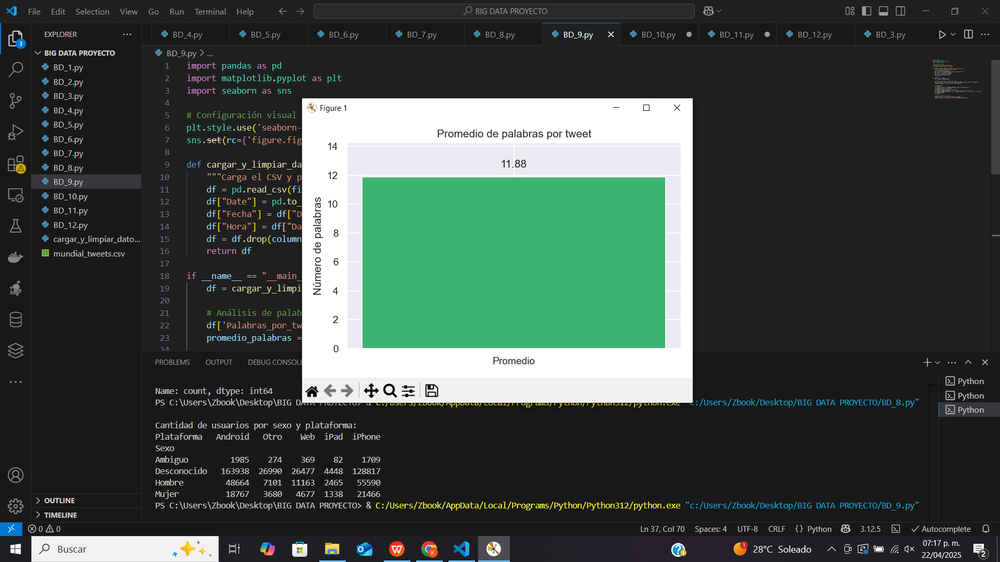 File Edit Selection View Go Run Terminal Help
BIG DATA PROYECTO
EXPLORER
BD_4.py BD_5.py BD_6.py BD_7.py BD_8.py BD_9.py BD_10.py BD_11.py BD_12.py BD_3.py
3
BIG DATA PROYECTO
BD_1.py
BD_2.py
BD_3.py
BD_4.py
BD_5.py
BD_6.py
BD_7.py
BD_8.py
BD_9.py
BD_10.py
BD_11.py
BD_12.py
cargar_y_limpiar_dato...
mundial_tweets.csv
OUTLINE
TIMELINE
BD_9.py > ...
1 import pandas as pd
2 import matplotlib.pyplot as plt
3 import seaborn as sns
4
5 # Configuración visual
6 plt.style.use('seaborn-
7 sns.set(rc={'figure.fig
8
9 def cargar_y_limpiar_da
10 """Carga el CSV y p
11 df = pd.read_csv(fi
12 df["Date"] = pd.to_
13 df["Fecha"] = df["D
14 df["Hora"] = df["Da
15 df = df.drop(column
16 return df
17
18 if __name__ == "__main_
19 df = cargar_y_limpi
20
21 # Análisis de palab
22 df['Palabras_por_tw
23 promedio_palabras =
24
Figure 1
Promedio de palabras por tweet
14
12
10
8
6
4
2
0
Número de palabras
11.88
Promedio
PROBLEMS OUTPUT DEBUG CONSOLE
Name: count, dtype: int64
PS C:\Users\Zbook\Desktop\BIG DATA PROYECTO> & C:/Users/Zbook/AppData/Local/Programs/Python/Python312/python.exe "c:/Users/Zbook/Desktop/BIG DATA PROYECTO/BD_8.py"
Cantidad de usuarios por sexo y plataforma:
Plataforma Android Otro Web iPad iPhone
Sexo
Ambiguo 1985 274 369 82 1709
Desconocido 163938 26990 26477 4448 128817
Hombre 48664 7101 11163 2465 55590
Mujer 18767 3680 4677 1338 21466
PS C:\Users\Zbook\Desktop\BIG DATA PROYECTO> & C:/Users/Zbook/AppData/Local/Programs/Python/Python312/python.exe "c:/Users/Zbook/Desktop/BIG DATA PROYECTO/BD_9.py"
Python
Python
Python
0 0
Ln 37, Col 70 Spaces: 4 UTF-8 CRLF {} Python 3.12.5 Autocomplete
Buscar
1
28°C Soleado
07:17 p. m.
22/04/2025
2